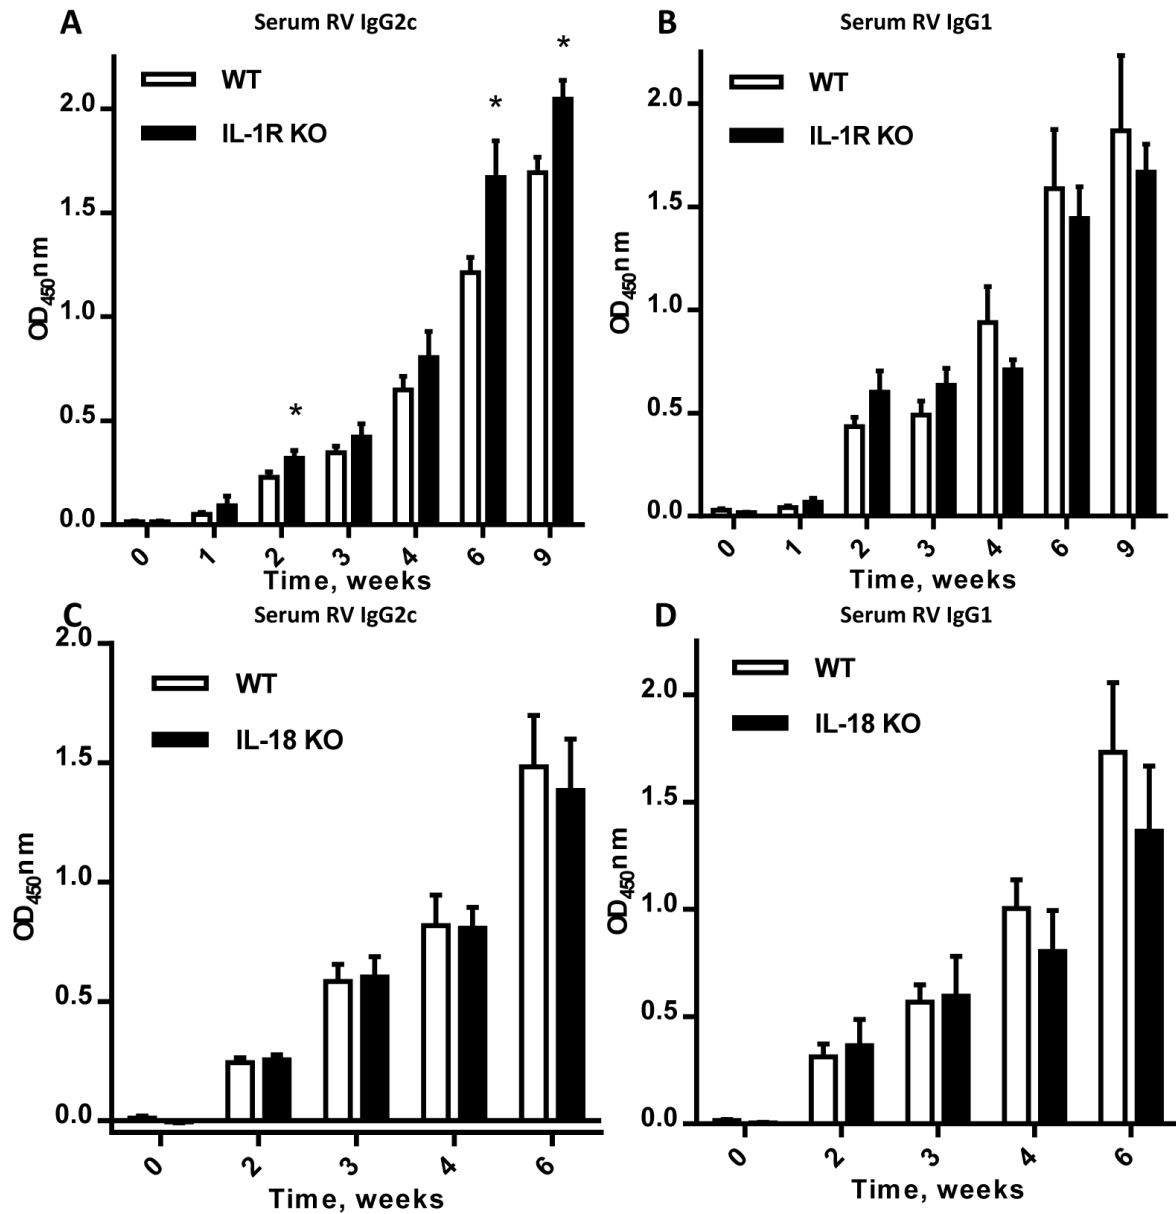 A
Serum RV IgG2c
*
*
*
WT
IL-1R KO
2.0
1.5
1.0
0.5
0.0
OD450nm
0 1 2 3 4 6 9
Time, weeks
B
Serum RV IgG1
WT
IL-1R KO
2.0
1.5
1.0
0.5
0.0
OD450nm
0 1 2 3 4 6 9
Time, weeks
C
Serum RV IgG2c
WT
IL-18 KO
2.0
1.5
1.0
0.5
0.0
OD450nm
0 2 3 4 6
Time, weeks
D
Serum RV IgG1
WT
IL-18 KO
2.0
1.5
1.0
0.5
0.0
OD450nm
0 2 3 4 6
Time, weeks